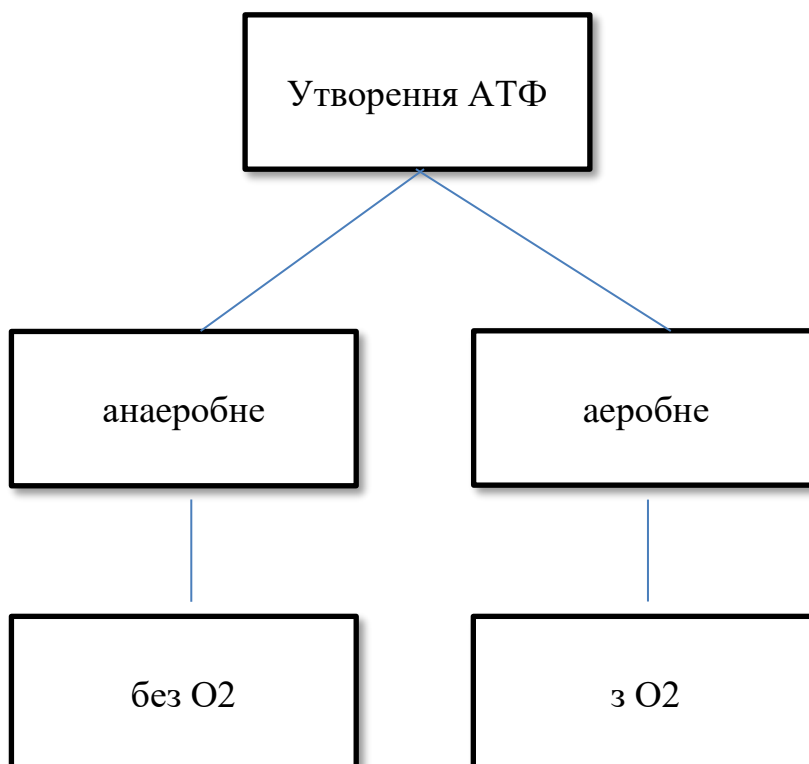 Утворення АТФ
анаеробне
аеробне
без О2
з О2